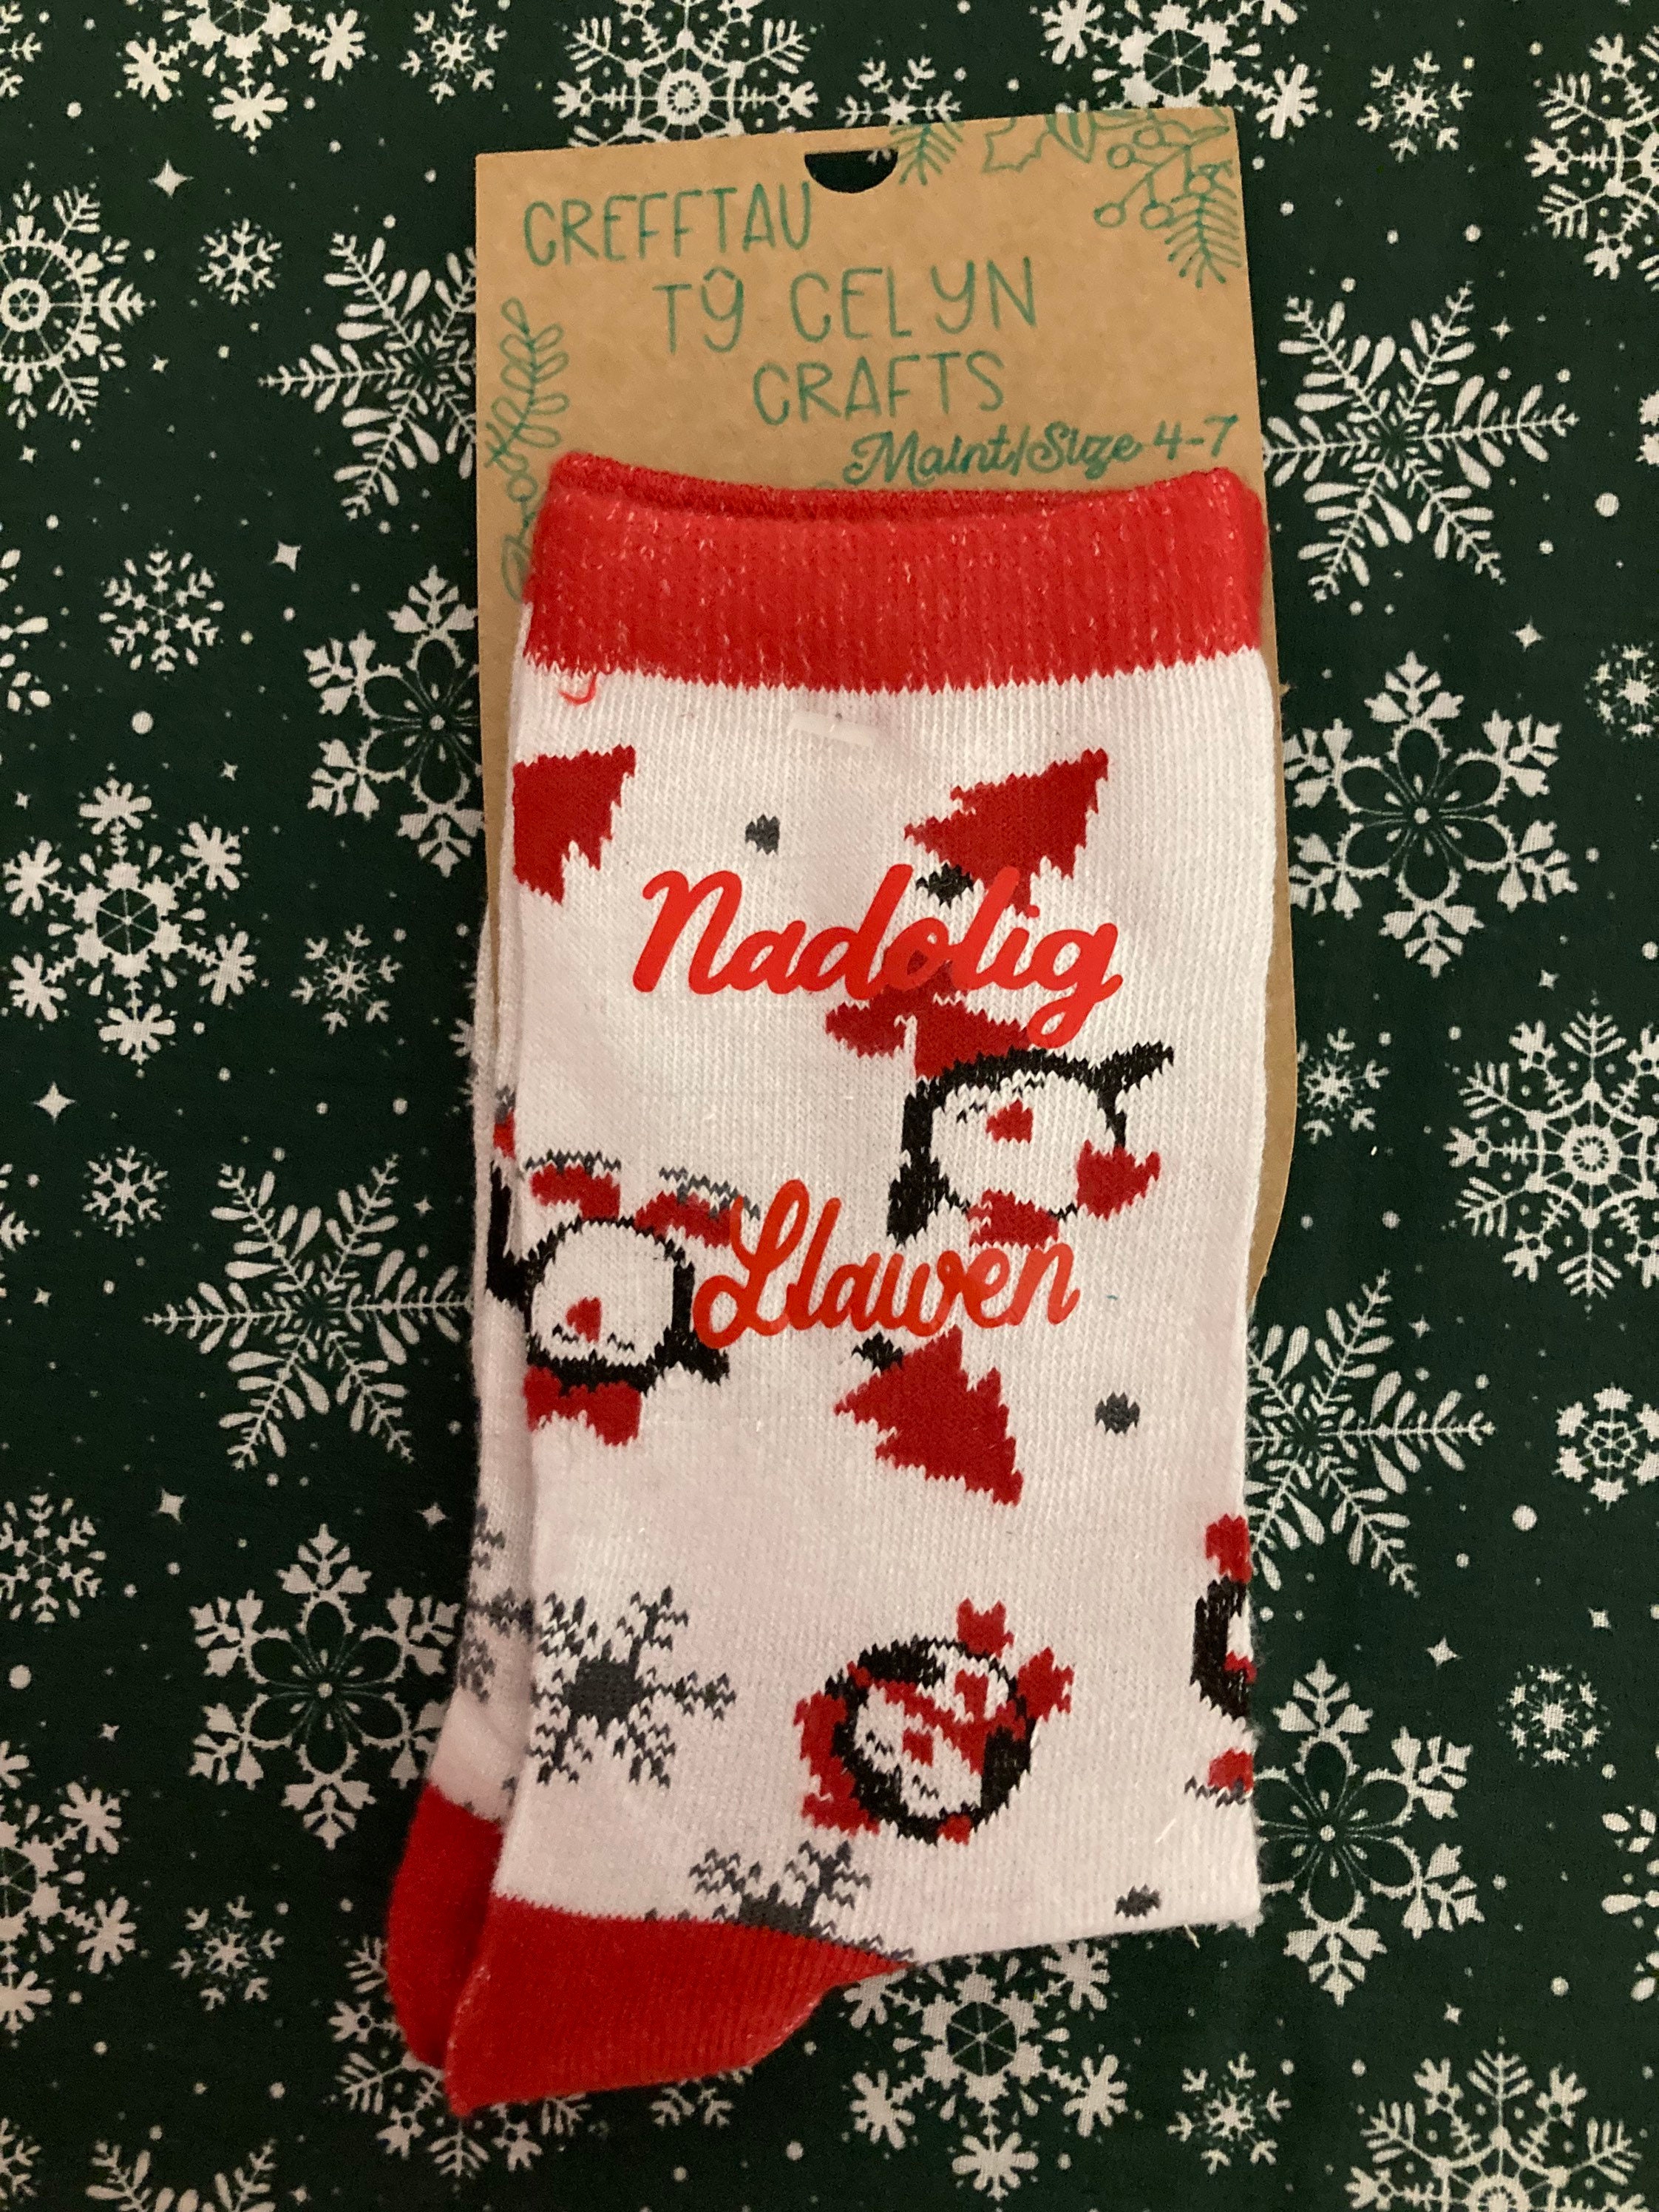 CREFFTAU
Tŷ CELYN
CRAFTS
Maint/Size 4-7
Nadolig
Llawen